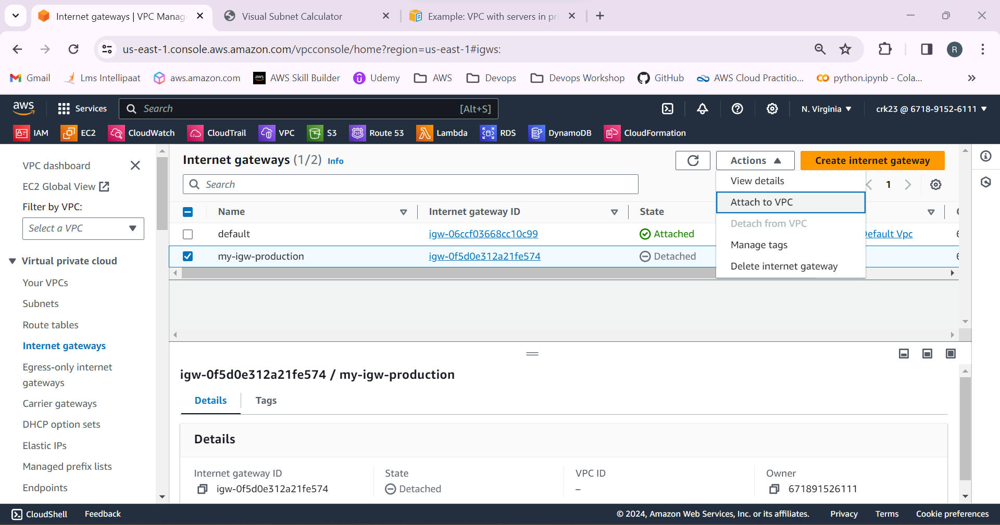 Internet gateways | VPC Manag
Visual Subnet Calculator
Example: VPC with servers in pri
us-east-1.console.aws.amazon.com/vpcconsole/home?region=us-east-1#igws:
R
Gmail
Lms Intellipaat
aws.amazon.com
aws
AWS Skill Builder
Udemy
AWS
Devops
Devops Workshop
GitHub
AWS Cloud Practitio...
python.ipynb - Cola...
aws
Services
Search
[Alt+S]
N. Virginia
crk23 @ 6718-9152-6111
IAM
EC2
CloudWatch
CloudTrail
VPC
S3
53
Route 53
Lambda
RDS
DynamoDB
CloudFormation
VPC dashboard
EC2 Global View
Filter by VPC:
Select a VPC
Virtual private cloud
Your VPCs
Subnets
Route tables
Internet gateways
Egress-only internet
gateways
Carrier gateways
DHCP option sets
Elastic IPs
Managed prefix lists
Endpoints
Internet gateways (1/2) Info
Actions
Create internet gateway
Search
View details
Attach to VPC
Detach from VPC
Manage tags
Delete internet gateway
1
Name
Internet gateway ID
State
default
igw-06ccf03668cc10c99
Attached
Default Vpc
my-igw-production
igw-0f5d0e312a21fe574
Detached
igw-0f5d0e312a21fe574 / my-igw-production
Details
Tags
Details
Internet gateway ID
igw-0f5d0e312a21fe574
State
Detached
VPC ID
–
Owner
671891526111
CloudShell
Feedback
© 2024, Amazon Web Services, Inc. or its affiliates.
Privacy
Terms
Cookie preferences